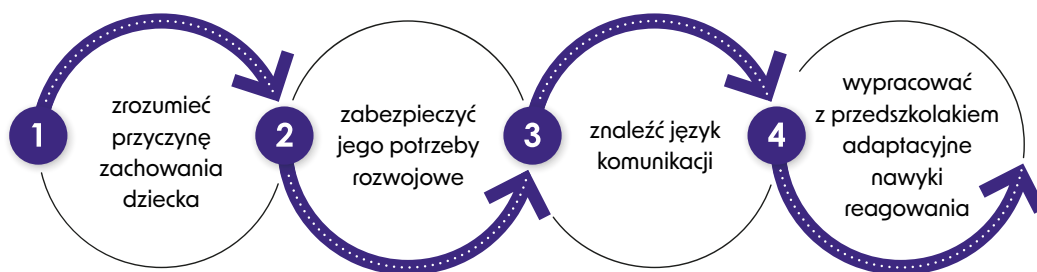 1
zrozumieć
przyczynę
zachowania
dziecka
2
zabezpieczyć
jego potrzeby
rozwojowe
3
znaleźć język
komunikacji
4
wypracować
z przedszkolakiem
adaptacyjne
nawyki
reagowania